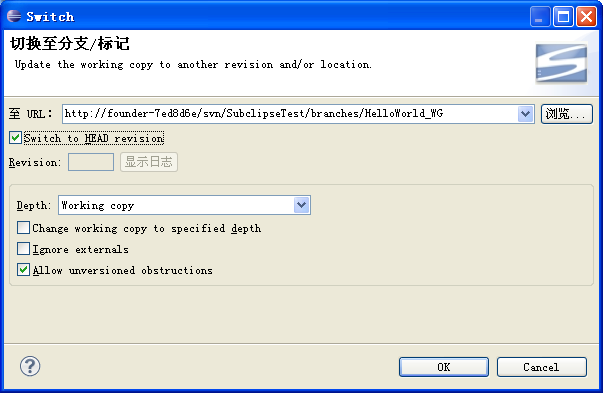 Switch
切换至分支/标记
Update the working copy to another revision and/or location.
至 URL: http://founder-7ed8d6e/svn/SubclipseTest/branches/HelloWorld_WG 浏览...
Switch to HEAD revision
Revision: 显示日志
Depth: Working copy
Change working copy to specified depth
Ignore externals
Allow unversioned obstructions
?
OK Cancel